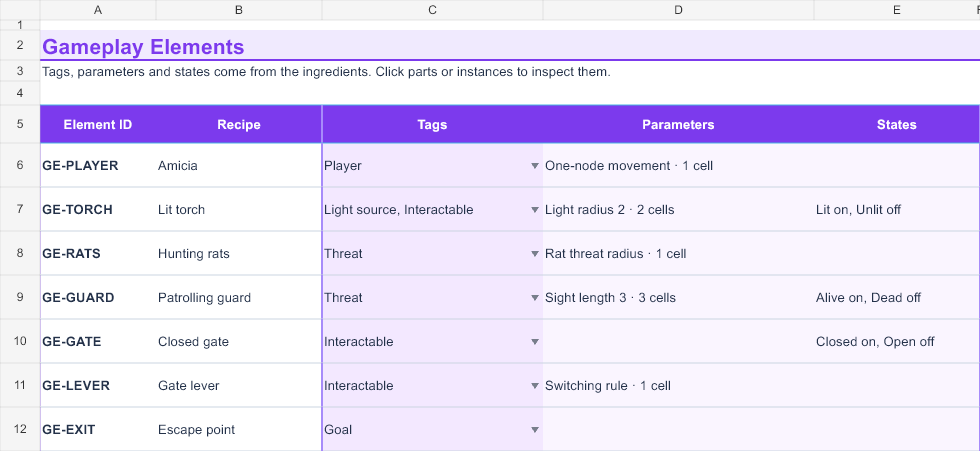 A B C D E
1
2 Gameplay Elements
3 Tags, parameters and states come from the ingredients. Click parts or instances to inspect them.
4
5 Element ID Recipe Tags Parameters States
6 GE-PLAYER Amicia Player One-node movement · 1 cell
7 GE-TORCH Lit torch Light source, Interactable Light radius 2 · 2 cells Lit on, Unlit off
8 GE-RATS Hunting rats Threat Rat threat radius · 1 cell
9 GE-GUARD Patrolling guard Threat Sight length 3 · 3 cells Alive on, Dead off
10 GE-GATE Closed gate Interactable Closed on, Open off
11 GE-LEVER Gate lever Interactable Switching rule · 1 cell
12 GE-EXIT Escape point Goal